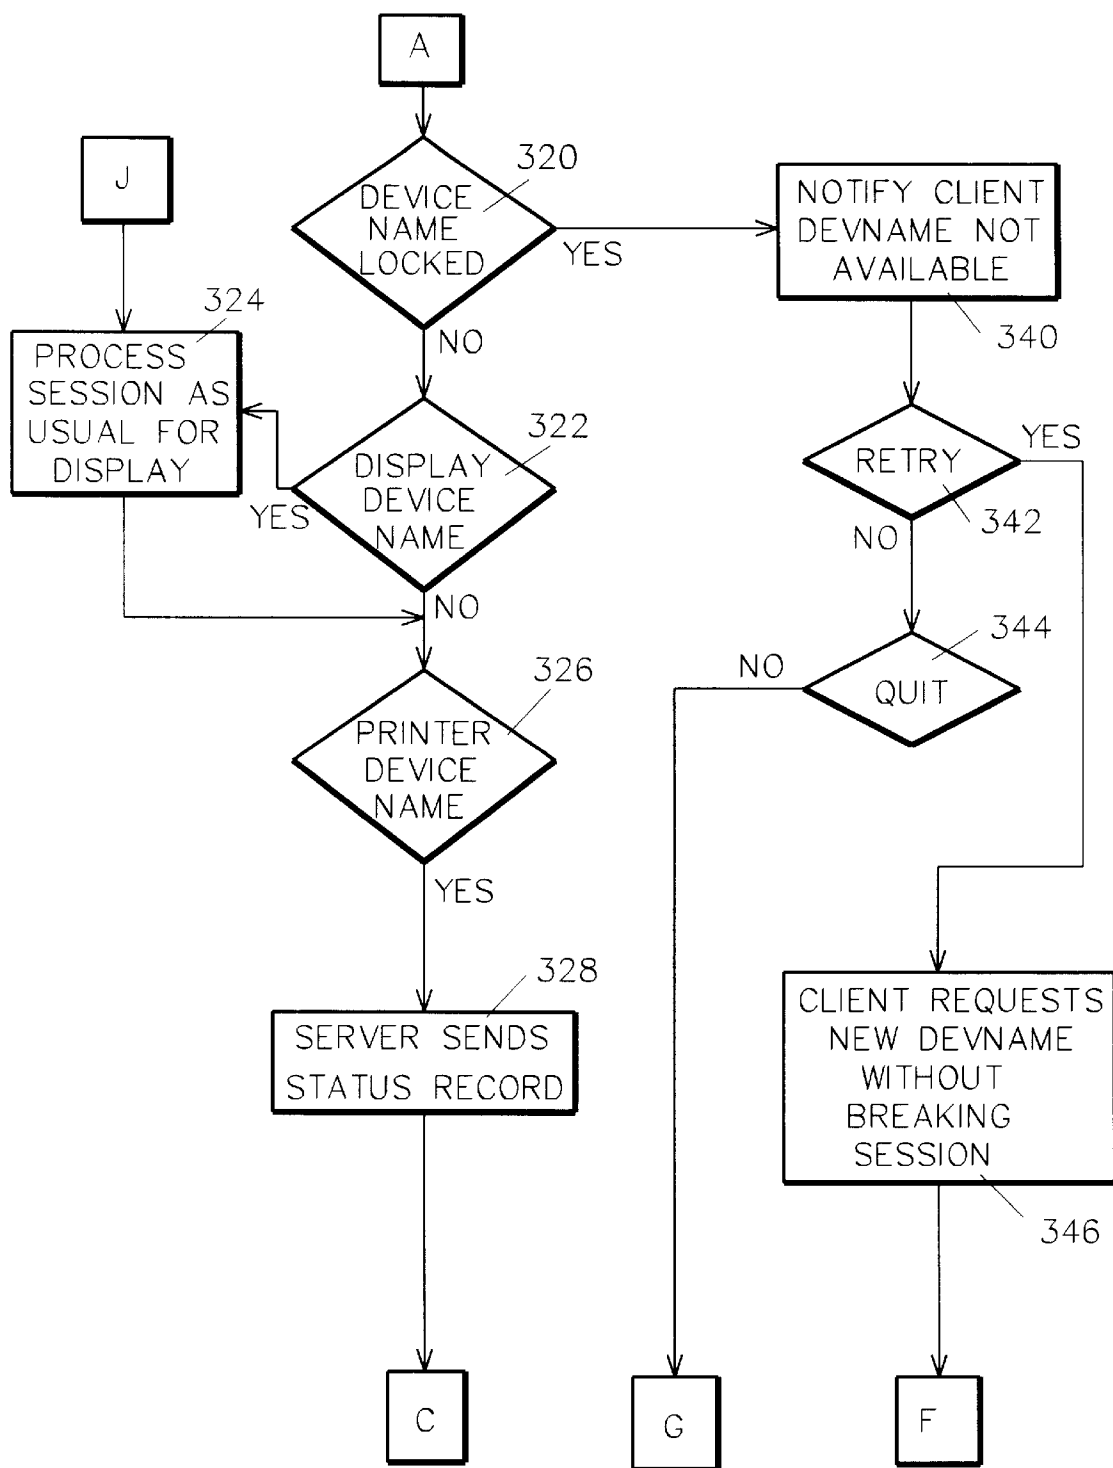 A
J
320
DEVICE
NAME
LOCKED
YES
NO
NOTIFY CLIENT
DEVNAME NOT
AVAILABLE
340
324
PROCESS
SESSION AS
USUAL FOR
DISPLAY
322
DISPLAY
DEVICE
NAME
YES
NO
RETRY
YES
342
NO
344
QUIT
NO
326
PRINTER
DEVICE
NAME
YES
328
SERVER SENDS
STATUS RECORD
CLIENT REQUESTS
NEW DEVNAME
WITHOUT
BREAKING
SESSION
346
C
G
F